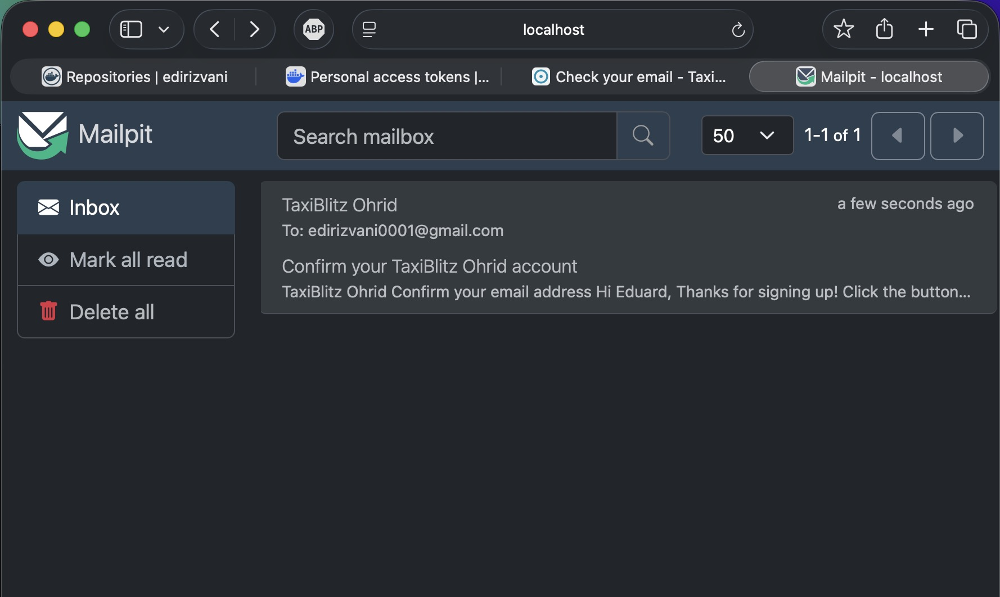 ABP
localhost
Repositories | edirizvani
Personal access tokens |...
Check your email - Taxi...
Mailpit - localhost
Mailpit
Search mailbox
50
1-1 of 1
Inbox
Mark all read
Delete all
TaxiBlitz Ohrid
a few seconds ago
To: edirizvani0001@gmail.com
Confirm your TaxiBlitz Ohrid account
TaxiBlitz Ohrid Confirm your email address Hi Eduard, Thanks for signing up! Click the button...